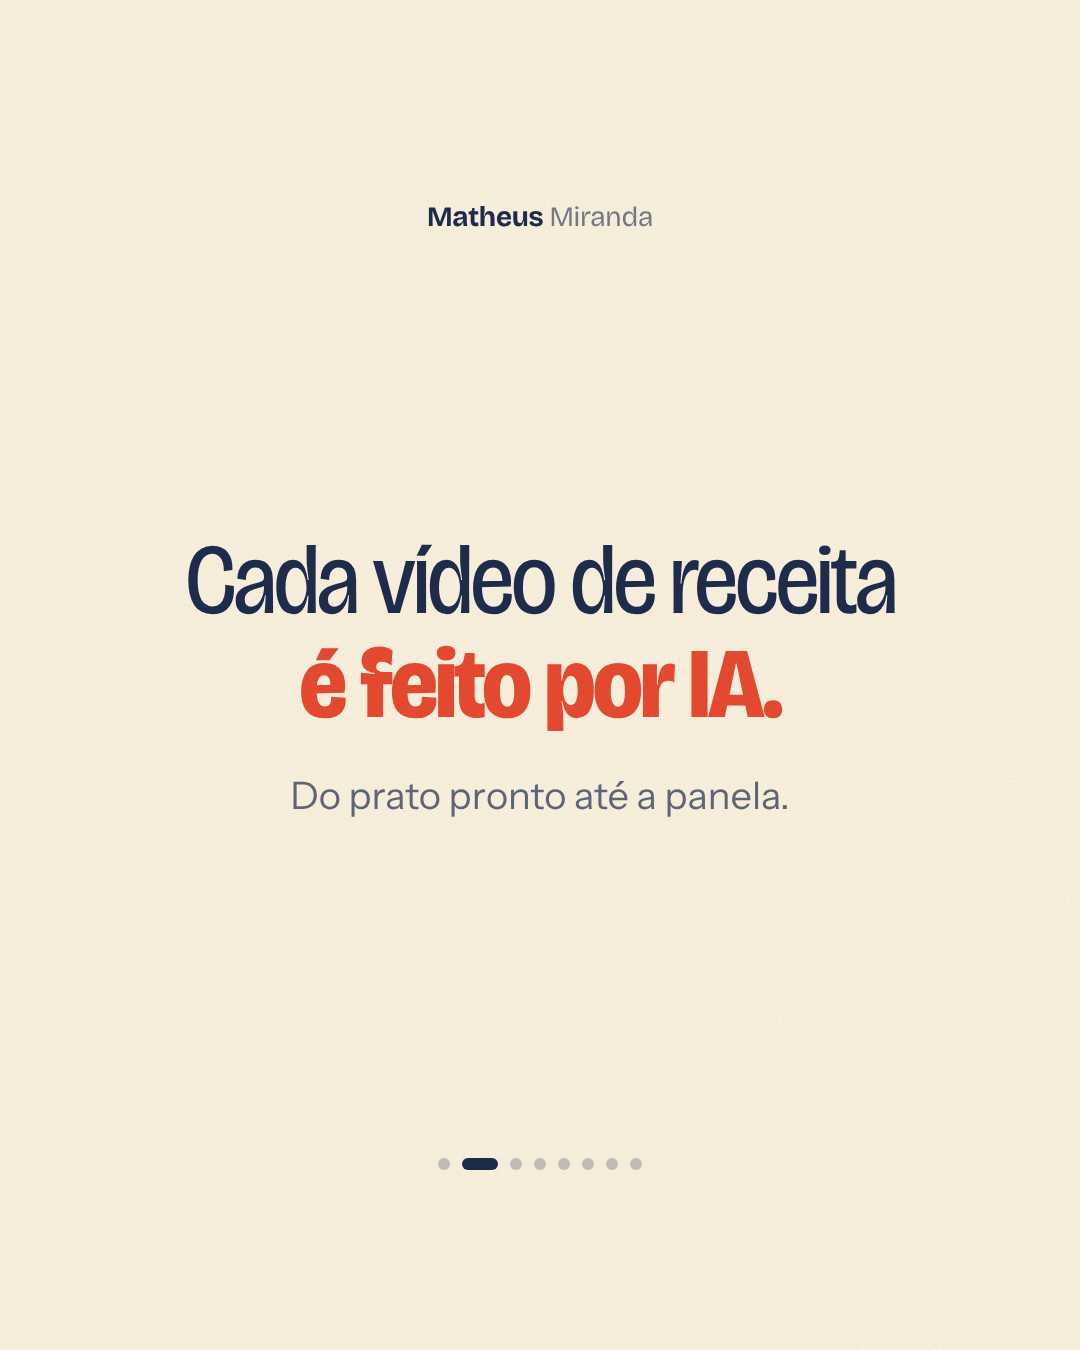 Matheus Miranda
Cada vídeo de receita
é feito por IA.
Do prato pronto até a panela.